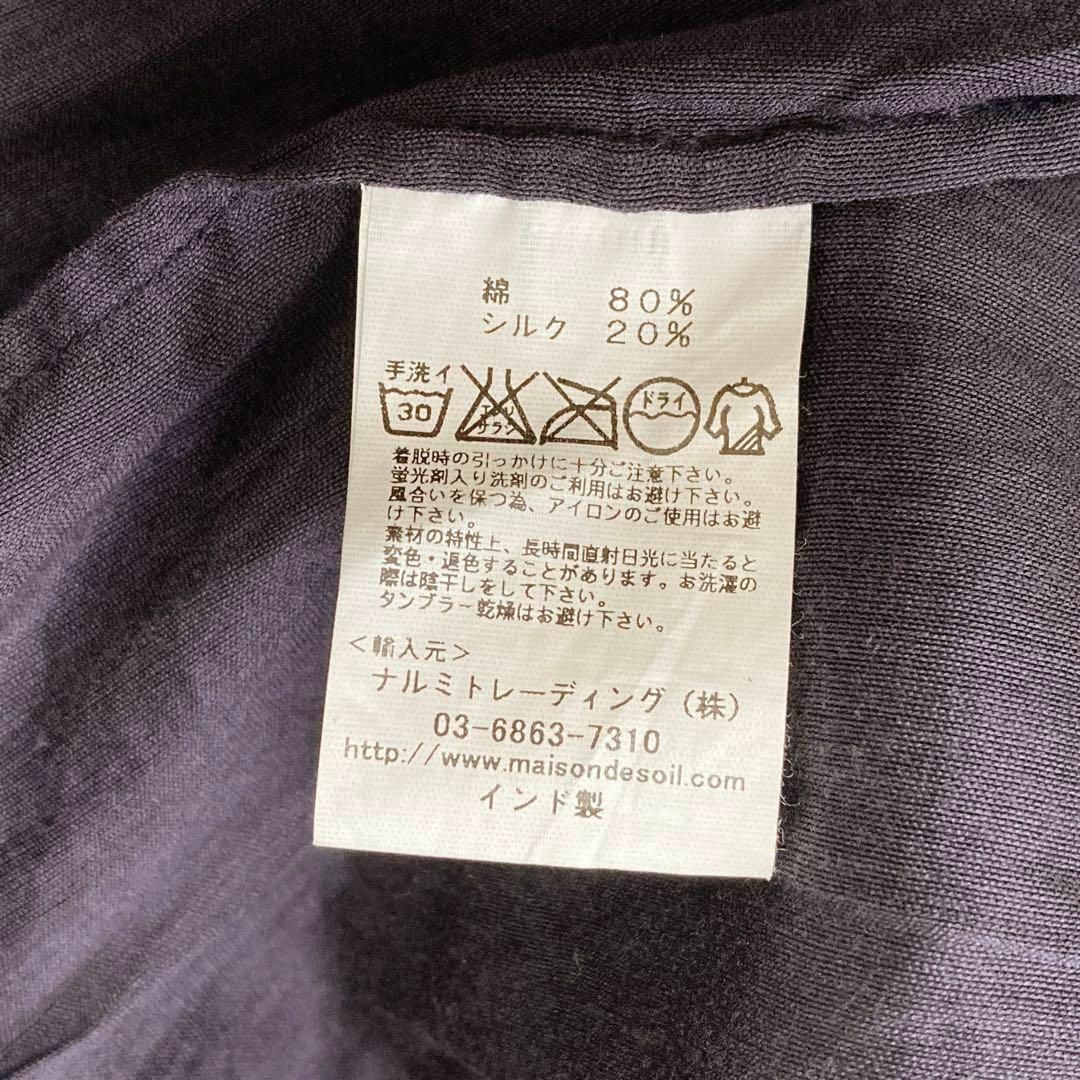 綿 80%
シルク 20%
手洗イ
30 エンソ サラシ ドライ
着脱時の引っかけに十分ご注意下さい。
蛍光剤入り洗剤のご利用はお避け下さい。
風合いを保つ為、アイロンのご使用はお避
け下さい。
素材の特性上、長時間直射日光に当たると
変色・退色することがあります。お洗濯の
際は陰干しをして下さい。
タンブラー乾燥はお避け下さい。
<輸入元>
ナルミトレーディング(株)
03-6863-7310
http://www.maisondesoil.com
インド製